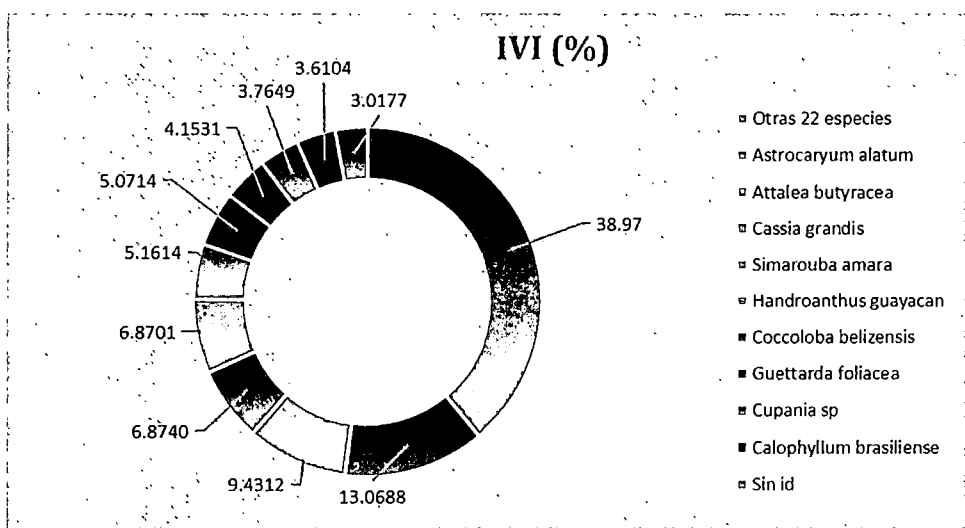 IVI (%)
3.6104
3.7649
3.0177
4.1531
5.0714
38.97
5.1614
6.8701
6.8740
9.4312
13.0688
Otras 22 especies
Astrocaryum alatum
Attalea butyracea
Cassia grandis
Simarouba amara
Handroanthus guayacan
Coccoloba belizensis
Guettarda foliacea
Cupania sp
Calophyllum brasiliense
Sin id